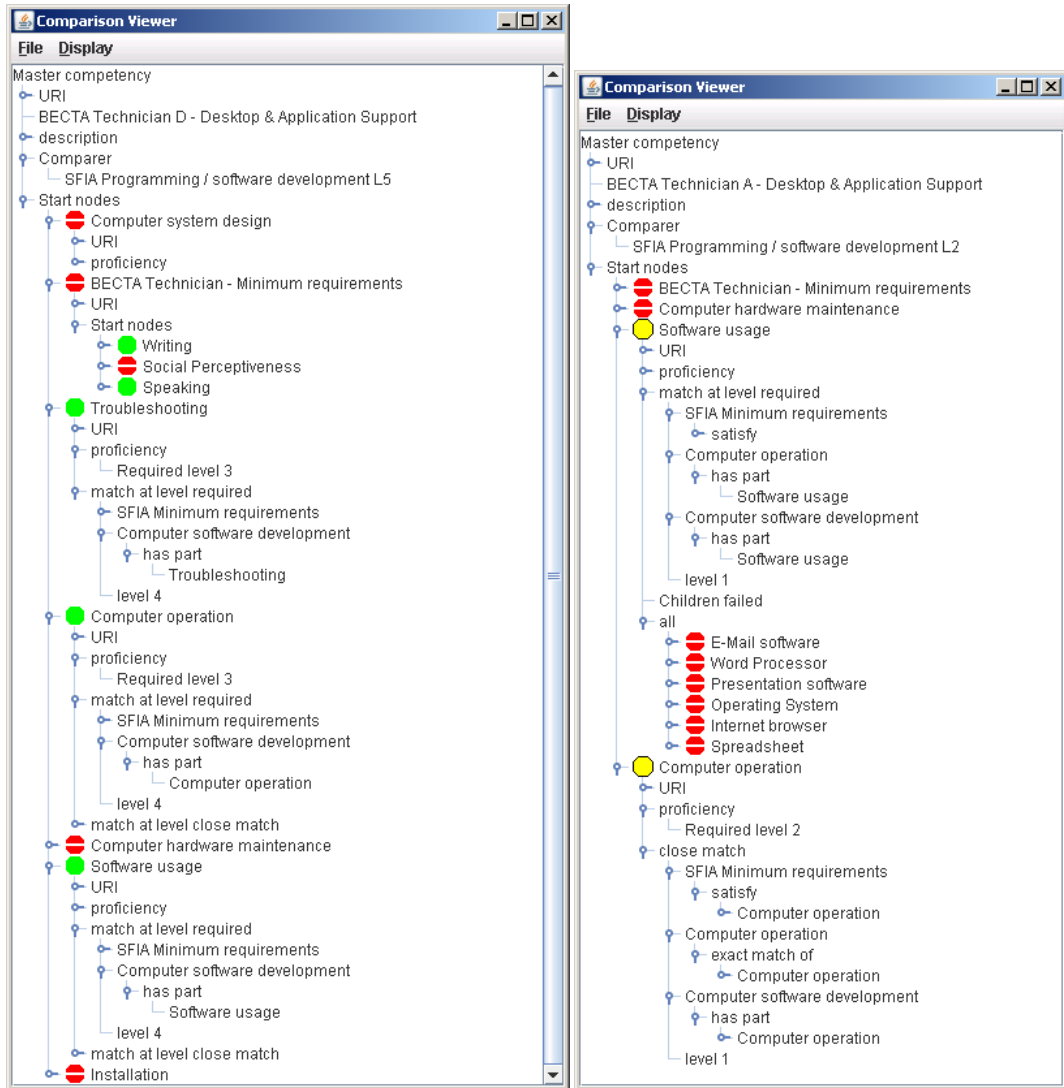 Comparison Viewer
File Display
Master competency
URI
BECTA Technician D - Desktop & Application Support
description
Comparer
SFIA Programming / software development L5
Start nodes
Computer system design
URI
proficiency
BECTA Technician - Minimum requirements
URI
Start nodes
Writing
Social Perceptiveness
Speaking
Troubleshooting
URI
proficiency
Required level 3
match at level required
SFIA Minimum requirements
Computer software development
has part
Troubleshooting
level 4
Computer operation
URI
proficiency
Required level 3
match at level required
SFIA Minimum requirements
Computer software development
has part
Computer operation
level 4
match at level close match
Computer hardware maintenance
Software usage
URI
proficiency
match at level required
SFIA Minimum requirements
Computer software development
has part
Software usage
level 4
match at level close match
Installation
Comparison Viewer
File Display
Master competency
URI
BECTA Technician A - Desktop & Application Support
description
Comparer
SFIA Programming / software development L2
Start nodes
BECTA Technician - Minimum requirements
Computer hardware maintenance
Software usage
URI
proficiency
match at level required
SFIA Minimum requirements
satisfy
Computer operation
has part
Software usage
Computer software development
has part
Software usage
level 1
Children failed
all
E-Mail software
Word Processor
Presentation software
Operating System
Internet browser
Spreadsheet
Computer operation
URI
proficiency
Required level 2
close match
SFIA Minimum requirements
satisfy
Computer operation
Computer operation
exact match of
Computer operation
Computer software development
has part
Computer operation
level 1